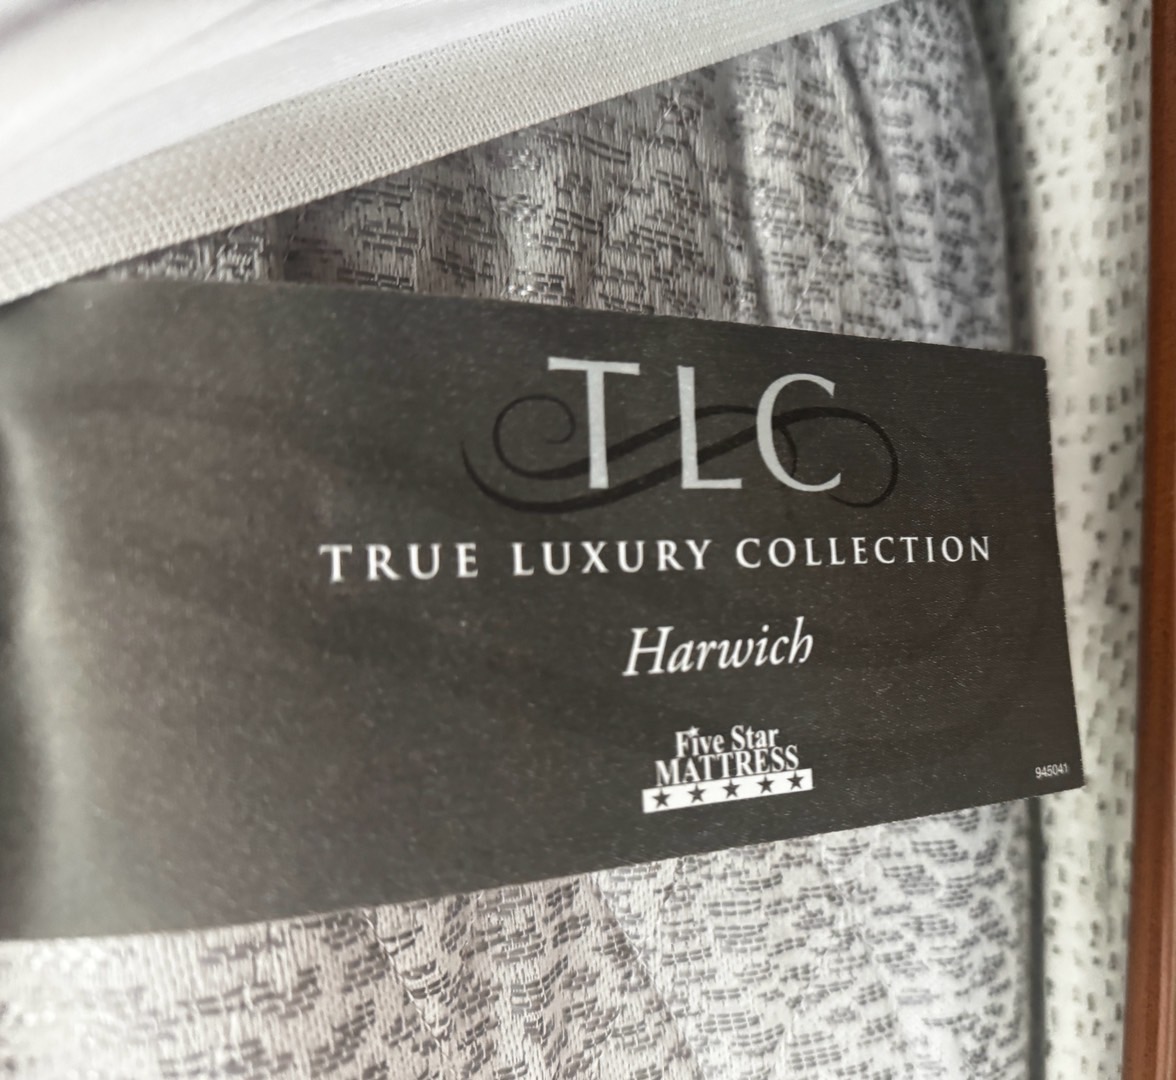 TLC
TRUE LUXURY COLLECTION
Harwich
Five Star
MATTRESS
945041